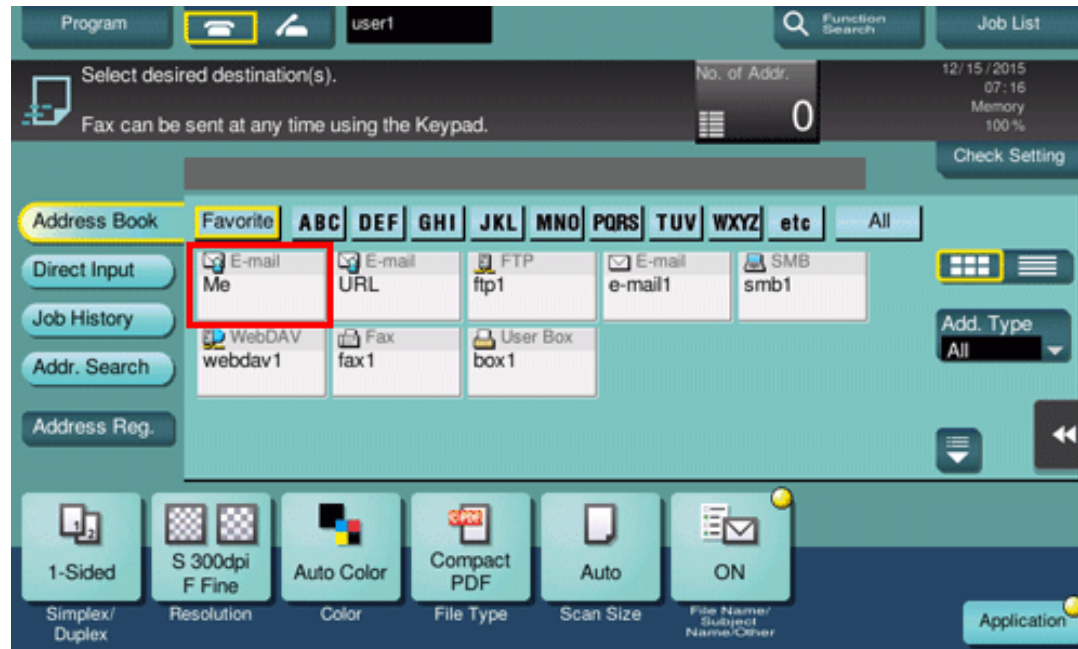 Program
user1
Function Search
Job List
Select desired destination(s).
Fax can be sent at any time using the Keypad.
No. of Addr.
0
12/15/2015
07:16
Memory
100%
Check Setting
Address Book
Favorite ABC DEF GHI JKL MNO PQRS TUV WXYZ etc All
Direct Input
Job History
Addr. Search
Address Reg.
E-mail
Me
E-mail
URL
FTP
ftp1
E-mail
e-mail1
SMB
smb1
WebDAV
webdav1
Fax
fax1
User Box
box1
Add. Type
All
1 2
1-Sided
Simplex/
Duplex
S 300dpi
F Fine
Resolution
Auto Color
Color
C-PDF
Compact
PDF
File Type
Auto
Scan Size
ON
File Name/
Subject
Name/Other
Application